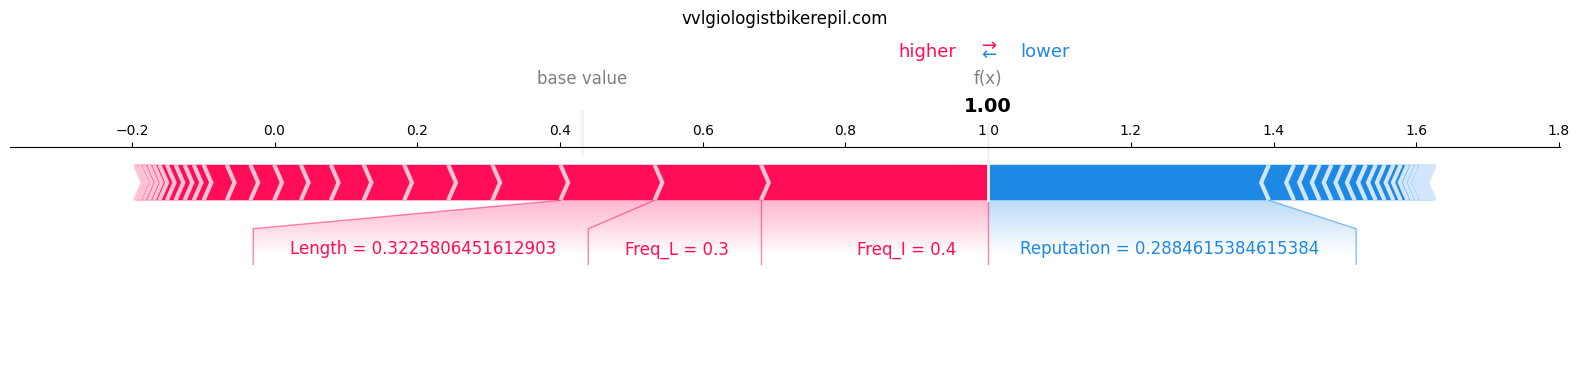 vvlgiologistbikerepil.com
higher ⇄ lower
base value f(x)
1.00
−0.2 0.0 0.2 0.4 0.6 0.8 1.0 1.2 1.4 1.6 1.8
Length = 0.3225806451612903 Freq_L = 0.3 Freq_I = 0.4 Reputation = 0.2884615384615384